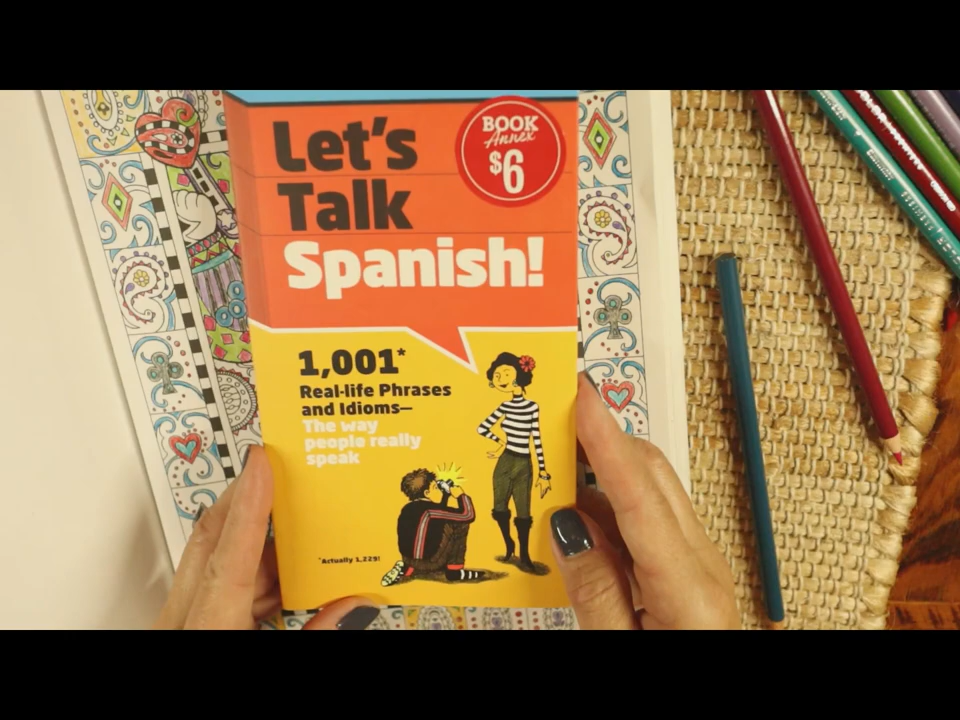 Let's
Talk
Spanish!
BOOK
Annex
$6
1,001*
Real-life Phrases
and Idioms—
The way
people really
speak
*Actually 1,229!